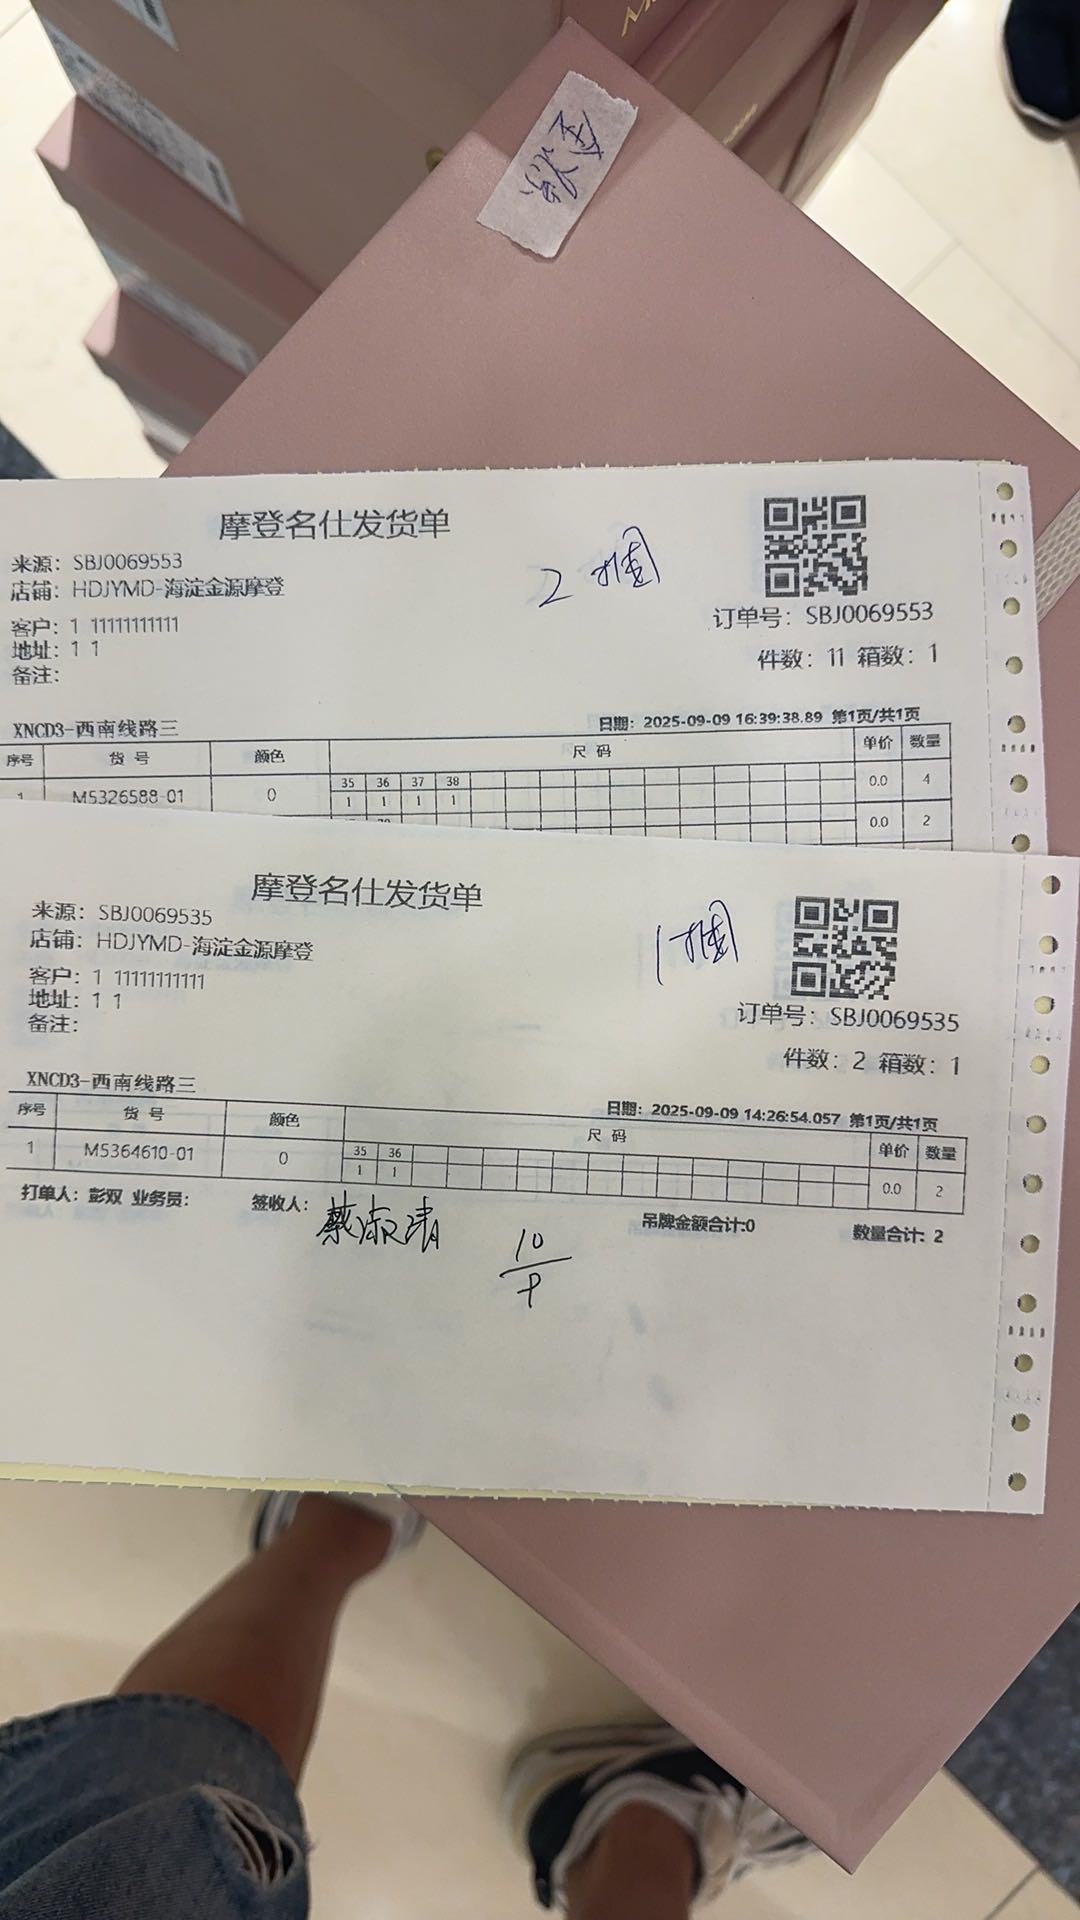 金源
摩登名仕发货单
来源：SBJ0069553
店铺：HDJYMD-海淀金源摩登
2捆
客户：1 11111111111
地址：1 1
备注：
订单号：SBJ0069553
件数：11 箱数：1
XNCD3-西南线路三
日期：2025-09-09 16:39:38.89 第1页/共1页
序号 货号 颜色 尺码 单价 数量
35 36 37 38
1 M5326588-01 0 1 1 1 1 0.0 4
0.0 2
摩登名仕发货单
来源：SBJ0069535
店铺：HDJYMD-海淀金源摩登
1捆
客户：1 11111111111
地址：1 1
备注：
订单号：SBJ0069535
件数：2 箱数：1
XNCD3-西南线路三
日期：2025-09-09 14:26:54.057 第1页/共1页
序号 货号 颜色 尺码 单价 数量
35 36
1 M5364610-01 0 1 1 0.0 2
打单人：彭双 业务员： 签收人：蔡淑清
吊牌金额合计:0 数量合计：2
10